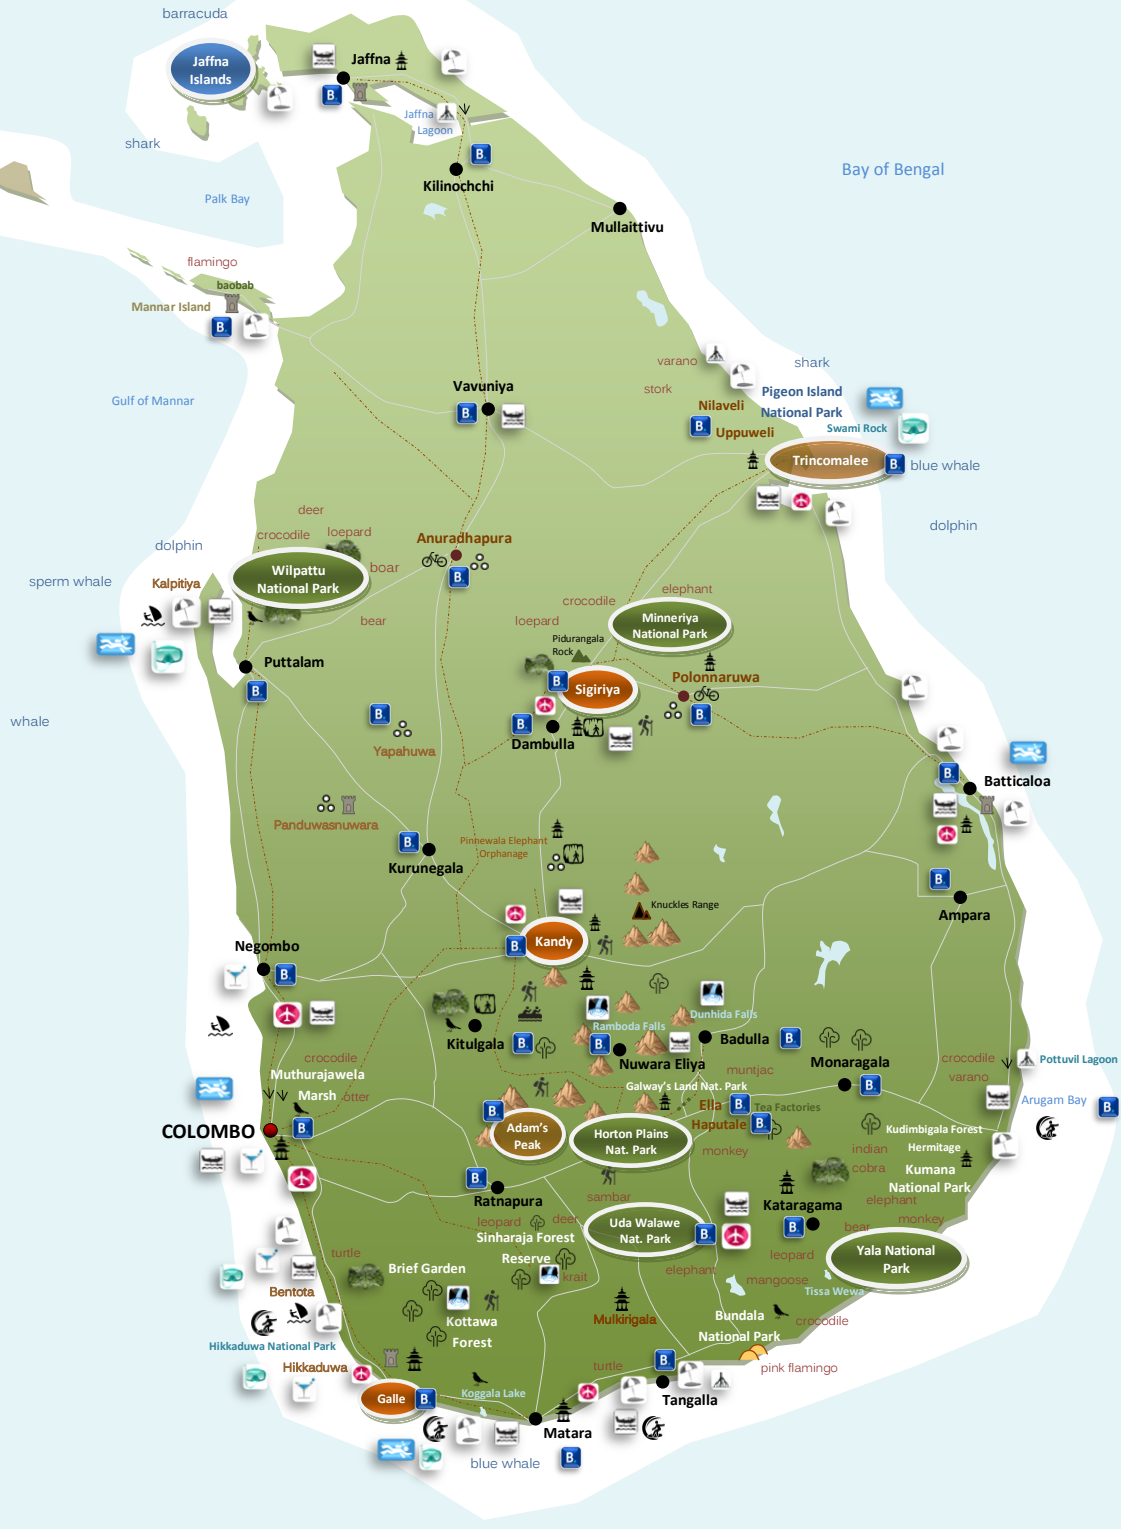 barracuda
Jaffna
Islands
Jaffna
shark
Jaffna
Lagoon
B.
B.
Kilinochchi
Bay of Bengal
Palk Bay
Mullaittivu
flamingo
baobab
Mannar Island
B.
Gulf of Mannar
Vavuniya
B.
varano
stork
shark
Pigeon Island
National Park
Nilaveli
Uppuweli
B.
Swami Rock
Trincomalee
B.
blue whale
dolphin
deer
crocodile
loepard
dolphin
Wilpattu
National Park
boar
bear
sperm whale
Kalpitiya
Anuradhapura
B.
elephant
crocodile
loepard
Minneriya
National Park
Pidurangala
Rock
Puttalam
B.
B.
Sigiriya
Polonnaruwa
B.
whale
B.
Yapahuwa
B.
Dambulla
B.
Batticaloa
Panduwasnuwara
B.
Kurunegala
Pinnewala Elephant
Orphanage
Knuckles Range
B.
Ampara
B.
Kandy
Negombo
B.
Kitulgala
B.
Ramboda Falls
Dunhida Falls
B.
Nuwara Eliya
Badulla
B.
Monaragala
B.
crocodile
varano
Pottuvil Lagoon
Arugam Bay
B.
crocodile
Muthurajawela
Marsh
otter
COLOMBO
B.
muntjac
Galway's Land Nat. Park
Ella
B.
Haputale
B.
Tea Factories
B.
Adam's
Peak
Horton Plains
Nat. Park
monkey
Kudimbigala Forest
Hermitage
indian
cobra
Kumana
National Park
B.
Ratnapura
sambar
leopard
deer
Sinharaja Forest
Reserve
krait
Uda Walawe
Nat. Park
B.
elephant
Kataragama
B.
elephant
monkey
bear
leopard
Yala National
Park
mangoose
Tissa Wewa
turtle
Brief Garden
Kottawa
Forest
Bentota
Mulkirigala
Bundala
National Park
crocodile
pink flamingo
Hikkaduwa National Park
Hikkaduwa
Galle
B.
Koggala Lake
turtle
B.
Tangalla
Matara
B.
blue whale